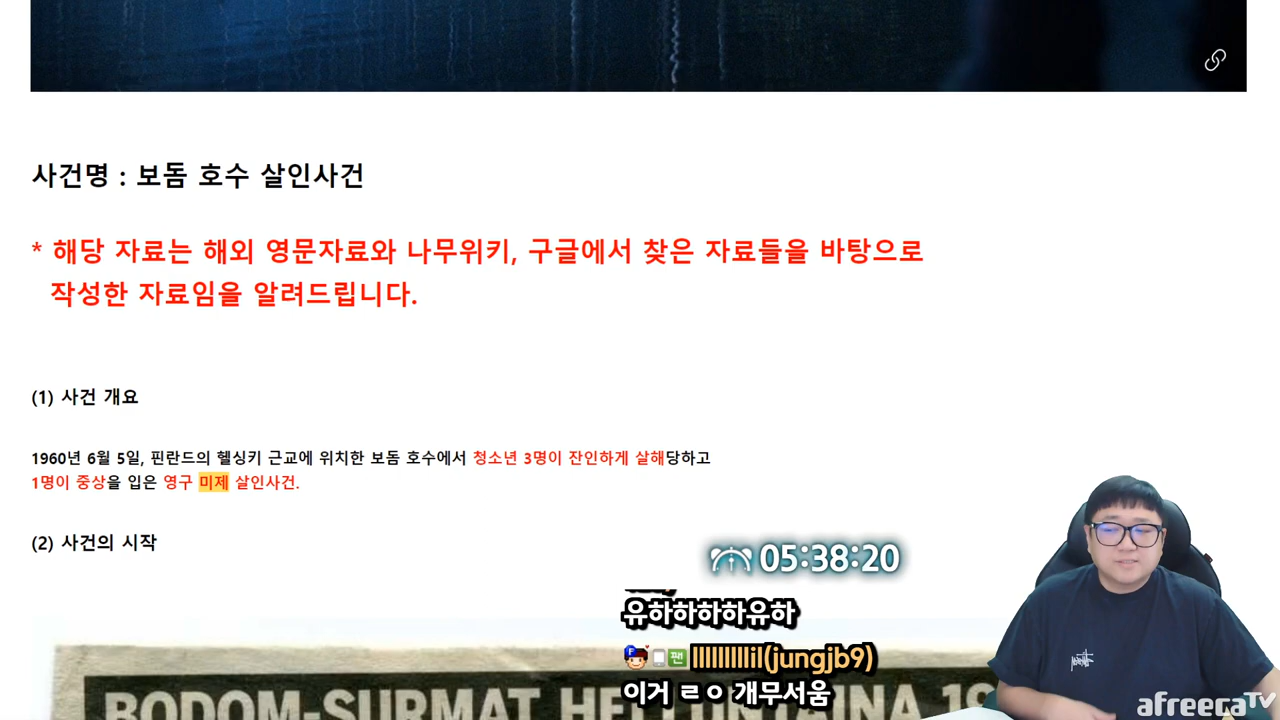 사건명 : 보돔 호수 살인사건
* 해당 자료는 해외 영문자료와 나무위키, 구글에서 찾은 자료들을 바탕으로
작성한 자료임을 알려드립니다.
(1) 사건 개요
1960년 6월 5일, 핀란드의 헬싱키 근교에 위치한 보돔 호수에서 청소년 3명이 잔인하게 살해당하고
1명이 중상을 입은 영구 미제 살인사건.
(2) 사건의 시작
05:38:20
유하하하하유하
F 팬 llllllllllil(jungjb9)
이거 ㄹㅇ 개무서움
BODOM-SURMAT
afreecaTV